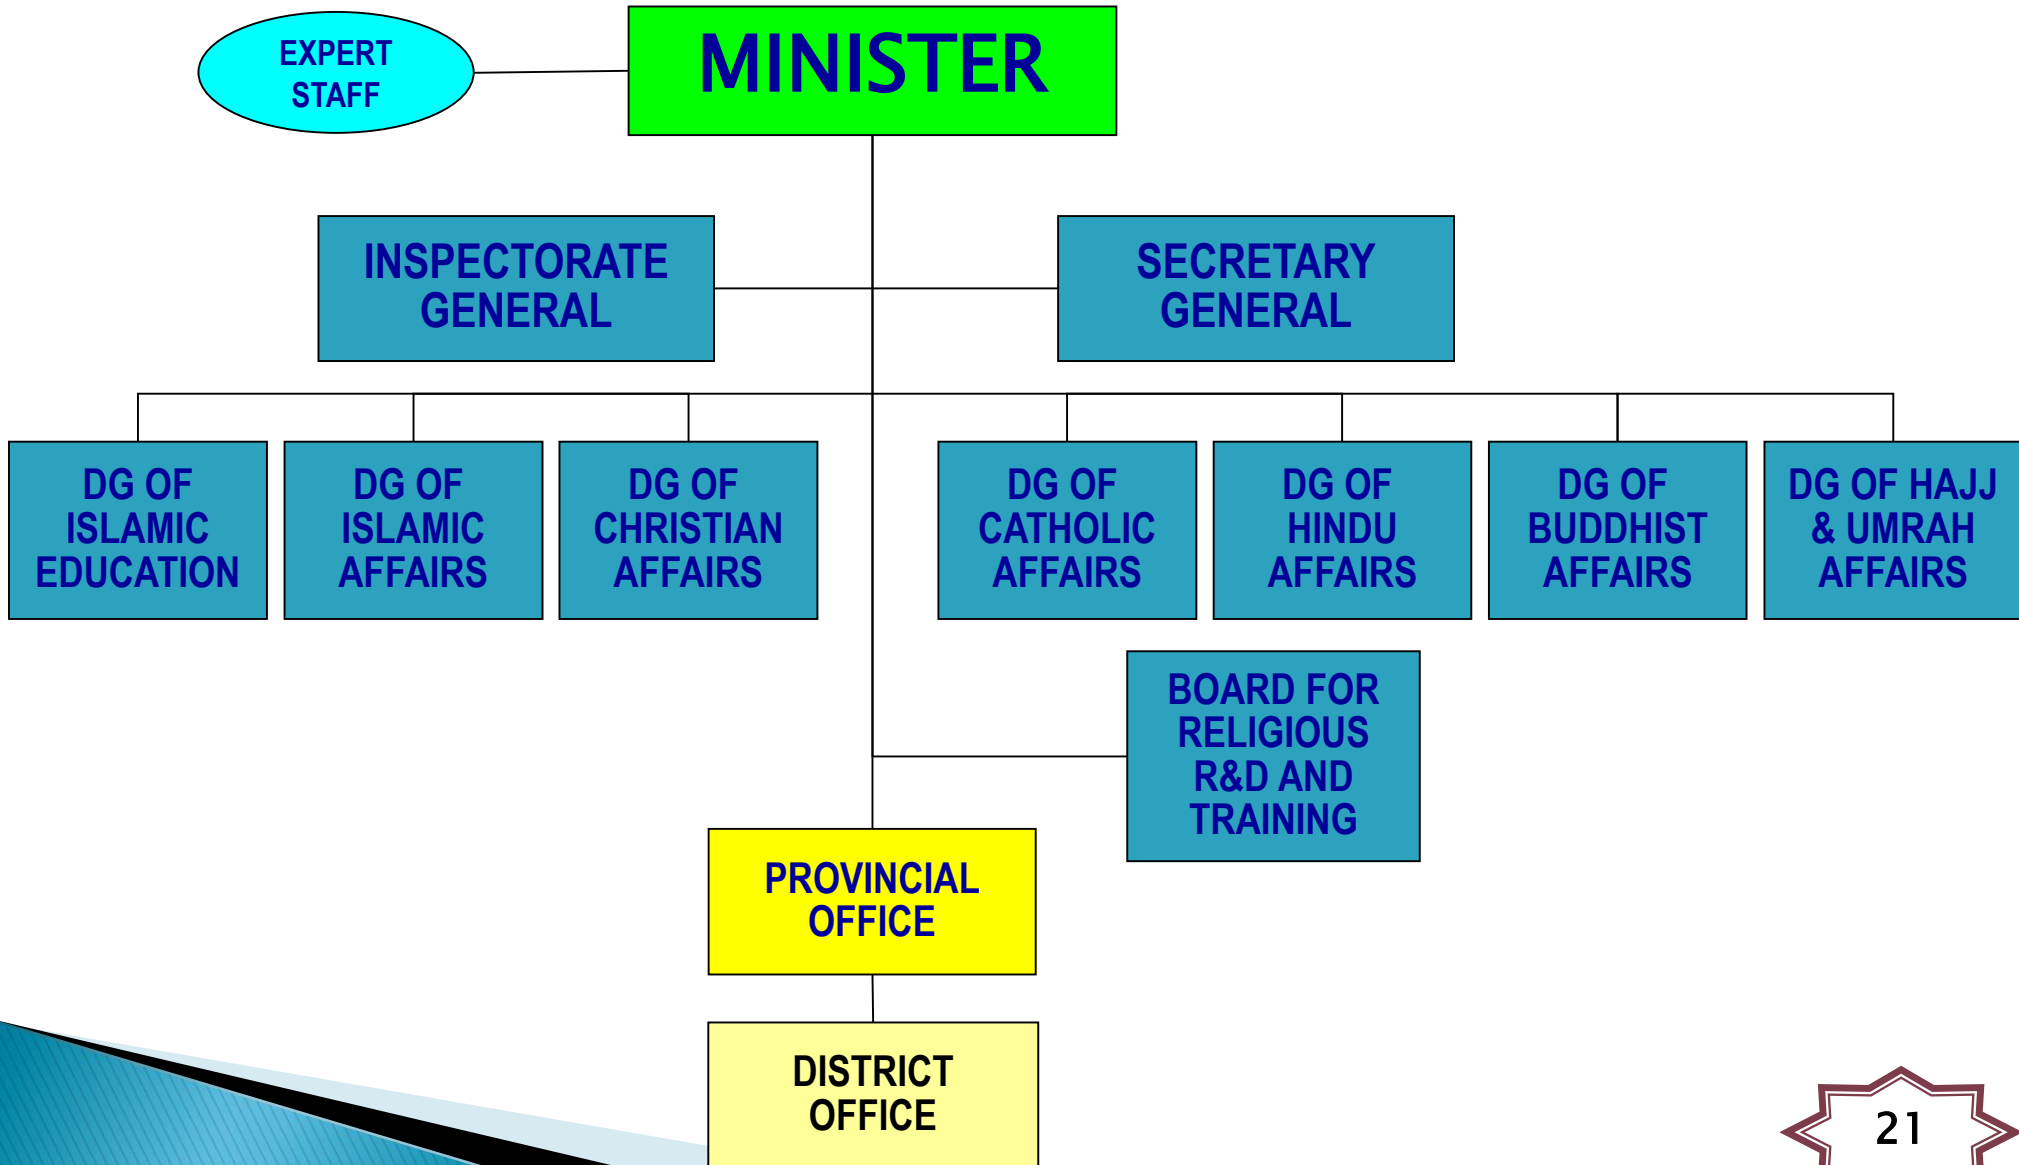 EXPERT
STAFF
MINISTER
INSPECTORATE
GENERAL
SECRETARY
GENERAL
DG OF
ISLAMIC
EDUCATION
DG OF
ISLAMIC
AFFAIRS
DG OF
CHRISTIAN
AFFAIRS
DG OF
CATHOLIC
AFFAIRS
DG OF
HINDU
AFFAIRS
DG OF
BUDDHIST
AFFAIRS
DG OF HAJJ
& UMRAH
AFFAIRS
BOARD FOR
RELIGIOUS
R&D AND
TRAINING
PROVINCIAL
OFFICE
DISTRICT
OFFICE
21